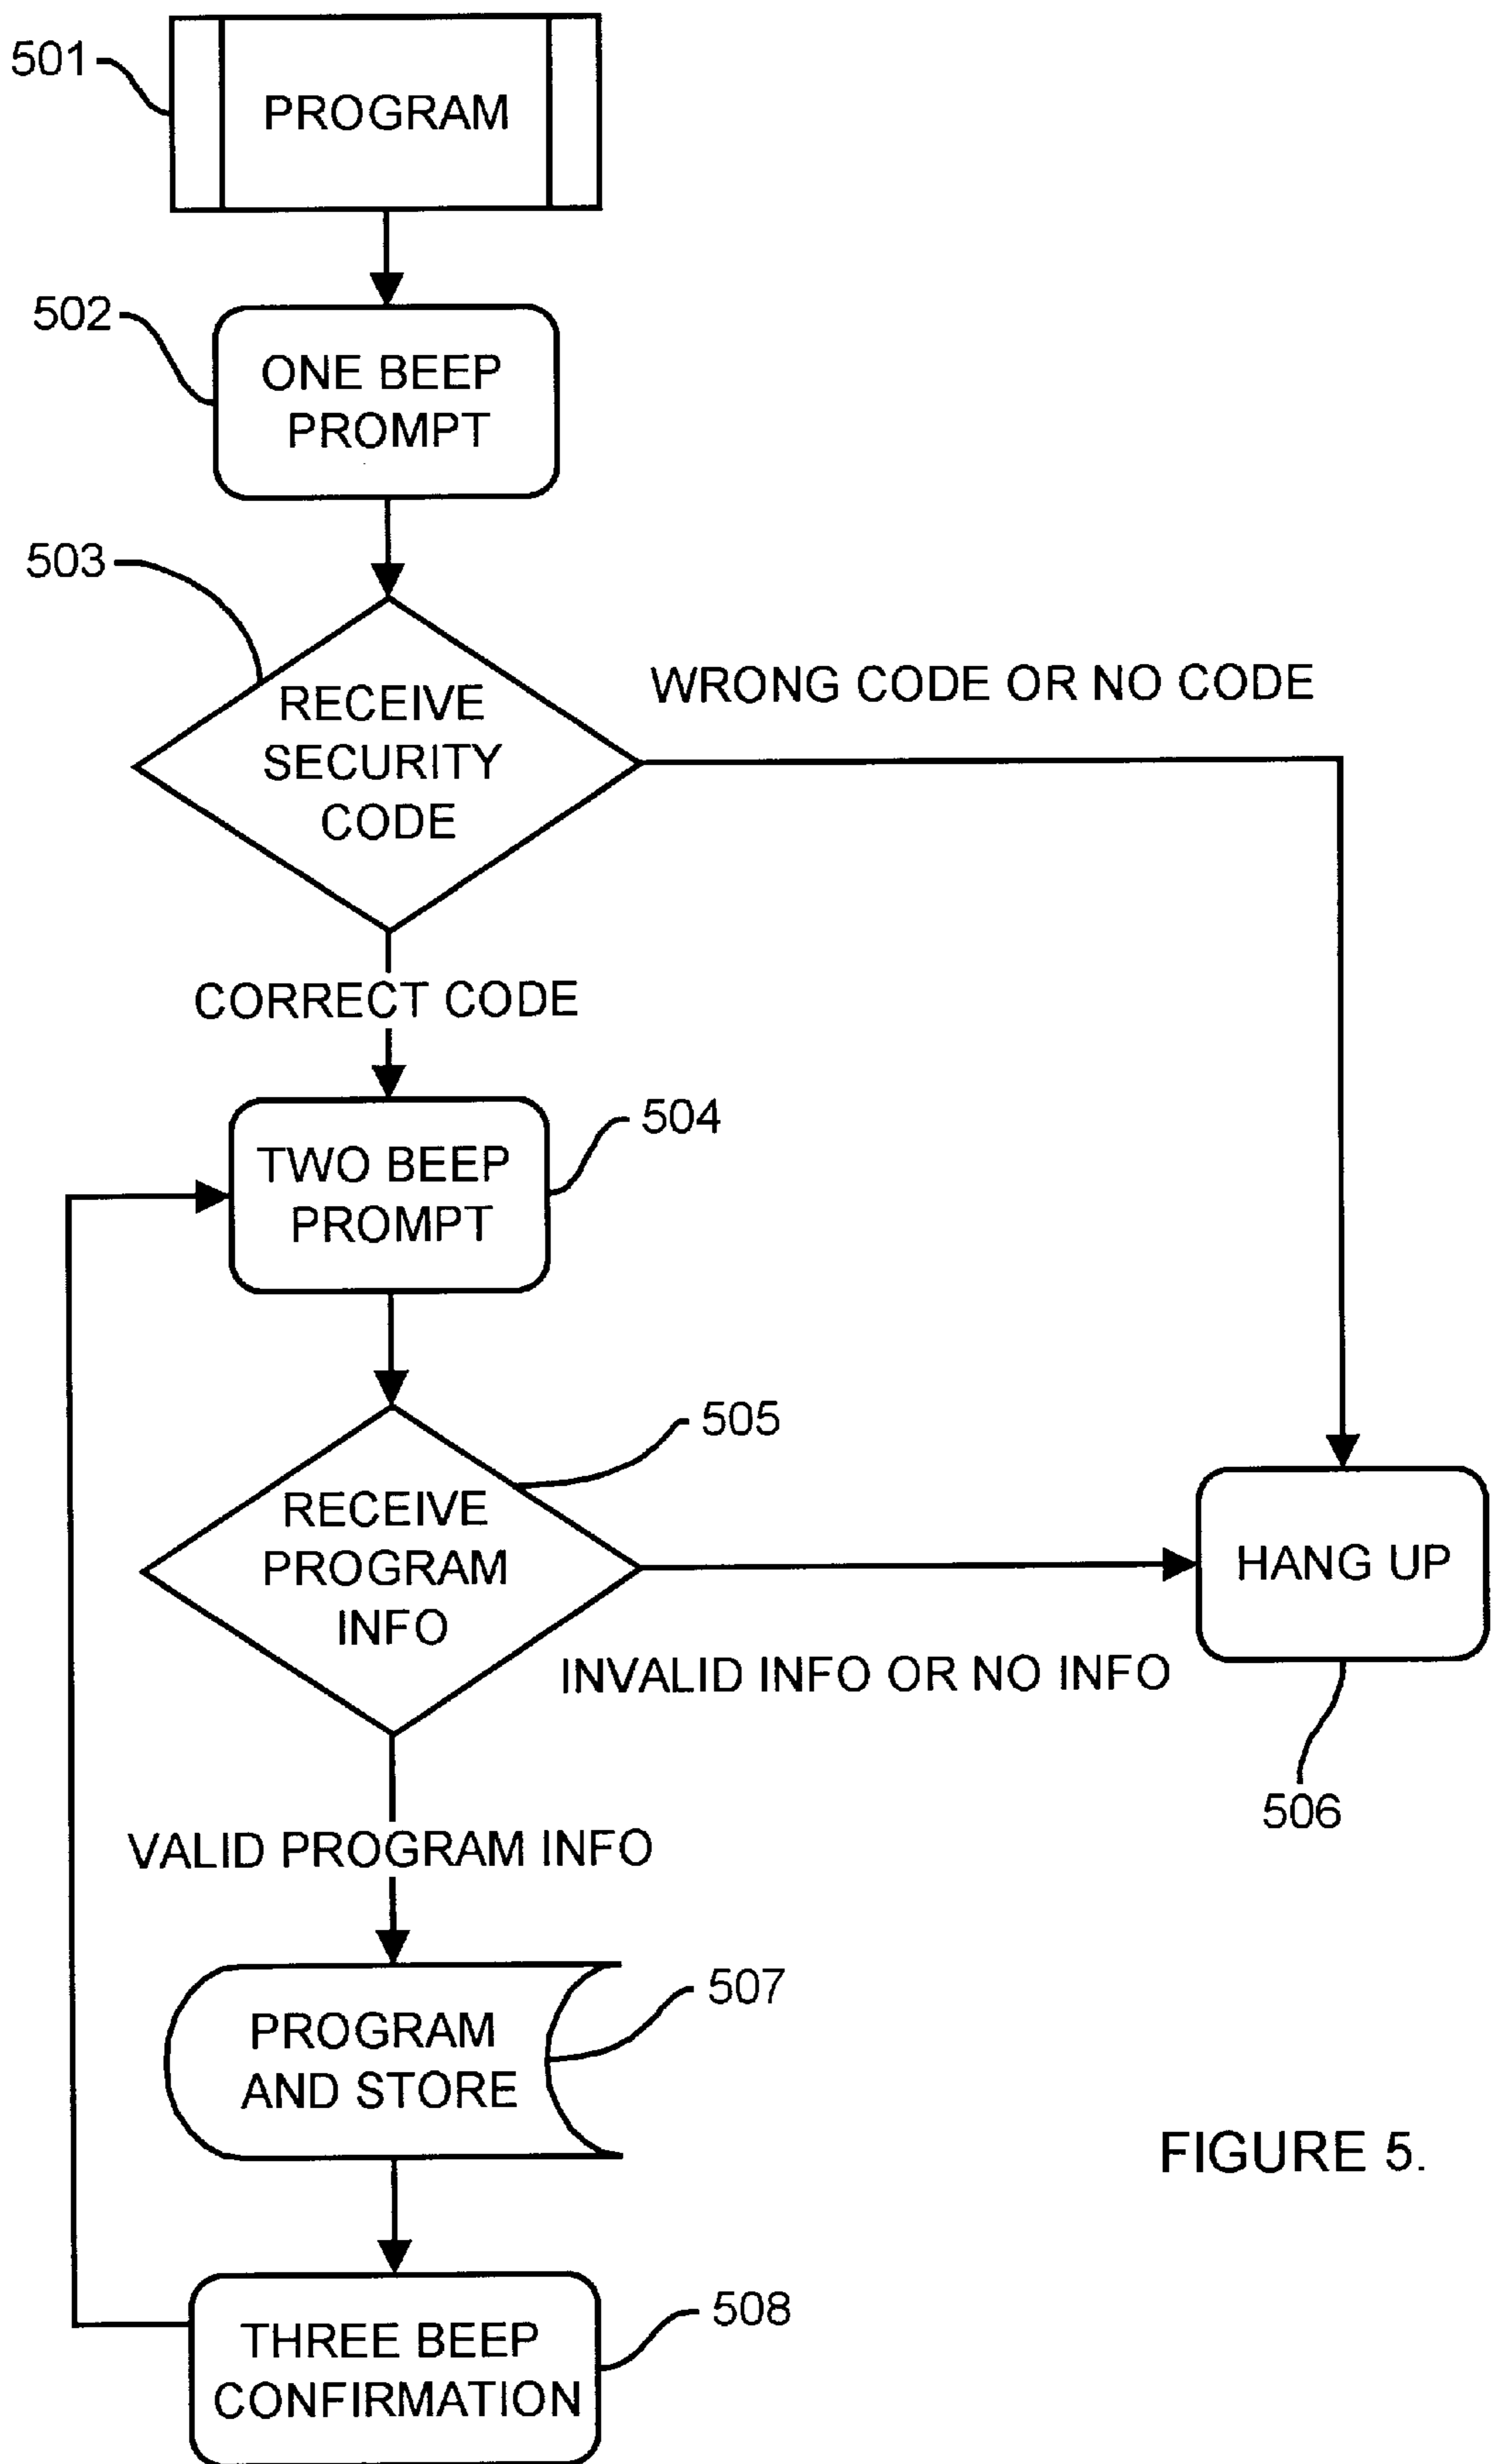 501
PROGRAM
502
ONE BEEP
PROMPT
503
RECEIVE
SECURITY
CODE
WRONG CODE OR NO CODE
CORRECT CODE
504
TWO BEEP
PROMPT
505
RECEIVE
PROGRAM
INFO
HANG UP
INVALID INFO OR NO INFO
506
VALID PROGRAM INFO
507
PROGRAM
AND STORE
FIGURE 5.
508
THREE BEEP
CONFIRMATION